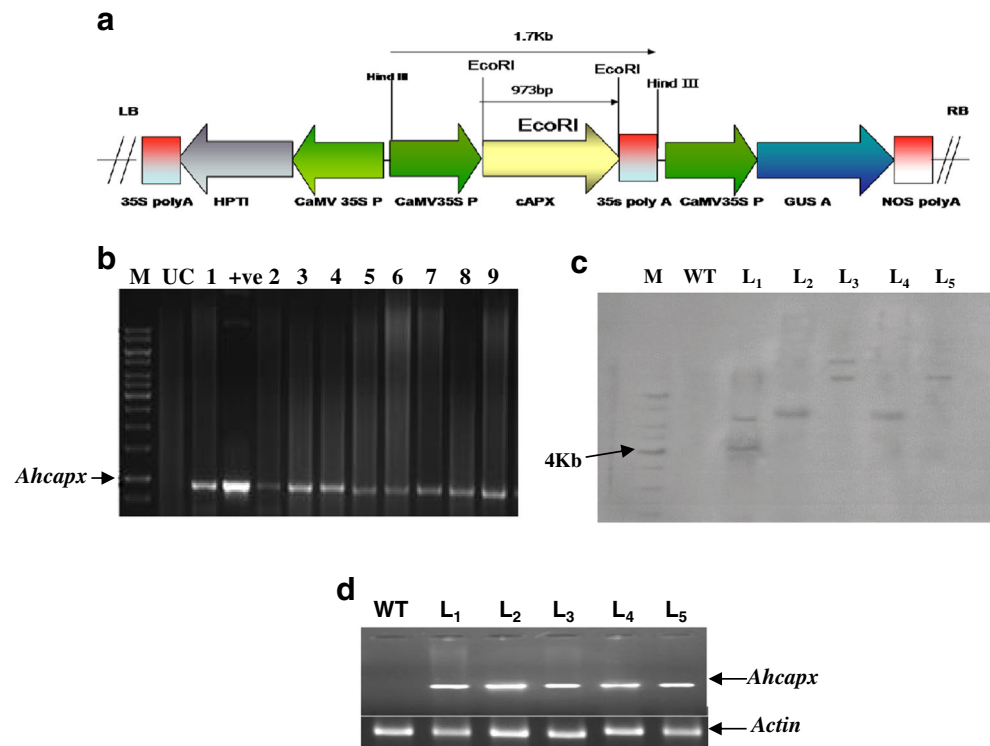 a
1.7Kb
EcoRI EcoRI
Hind III Hind III
973bp
LB EcoRI RB
35S polyA HPTI CaMV 35S P CaMV35S P cAPX 35s poly A CaMV35S P GUS A NOS polyA
b
M UC 1 +ve 2 3 4 5 6 7 8 9
Ahcapx
c
M WT L1 L2 L3 L4 L5
4Kb
d
WT L1 L2 L3 L4 L5
Ahcapx
Actin